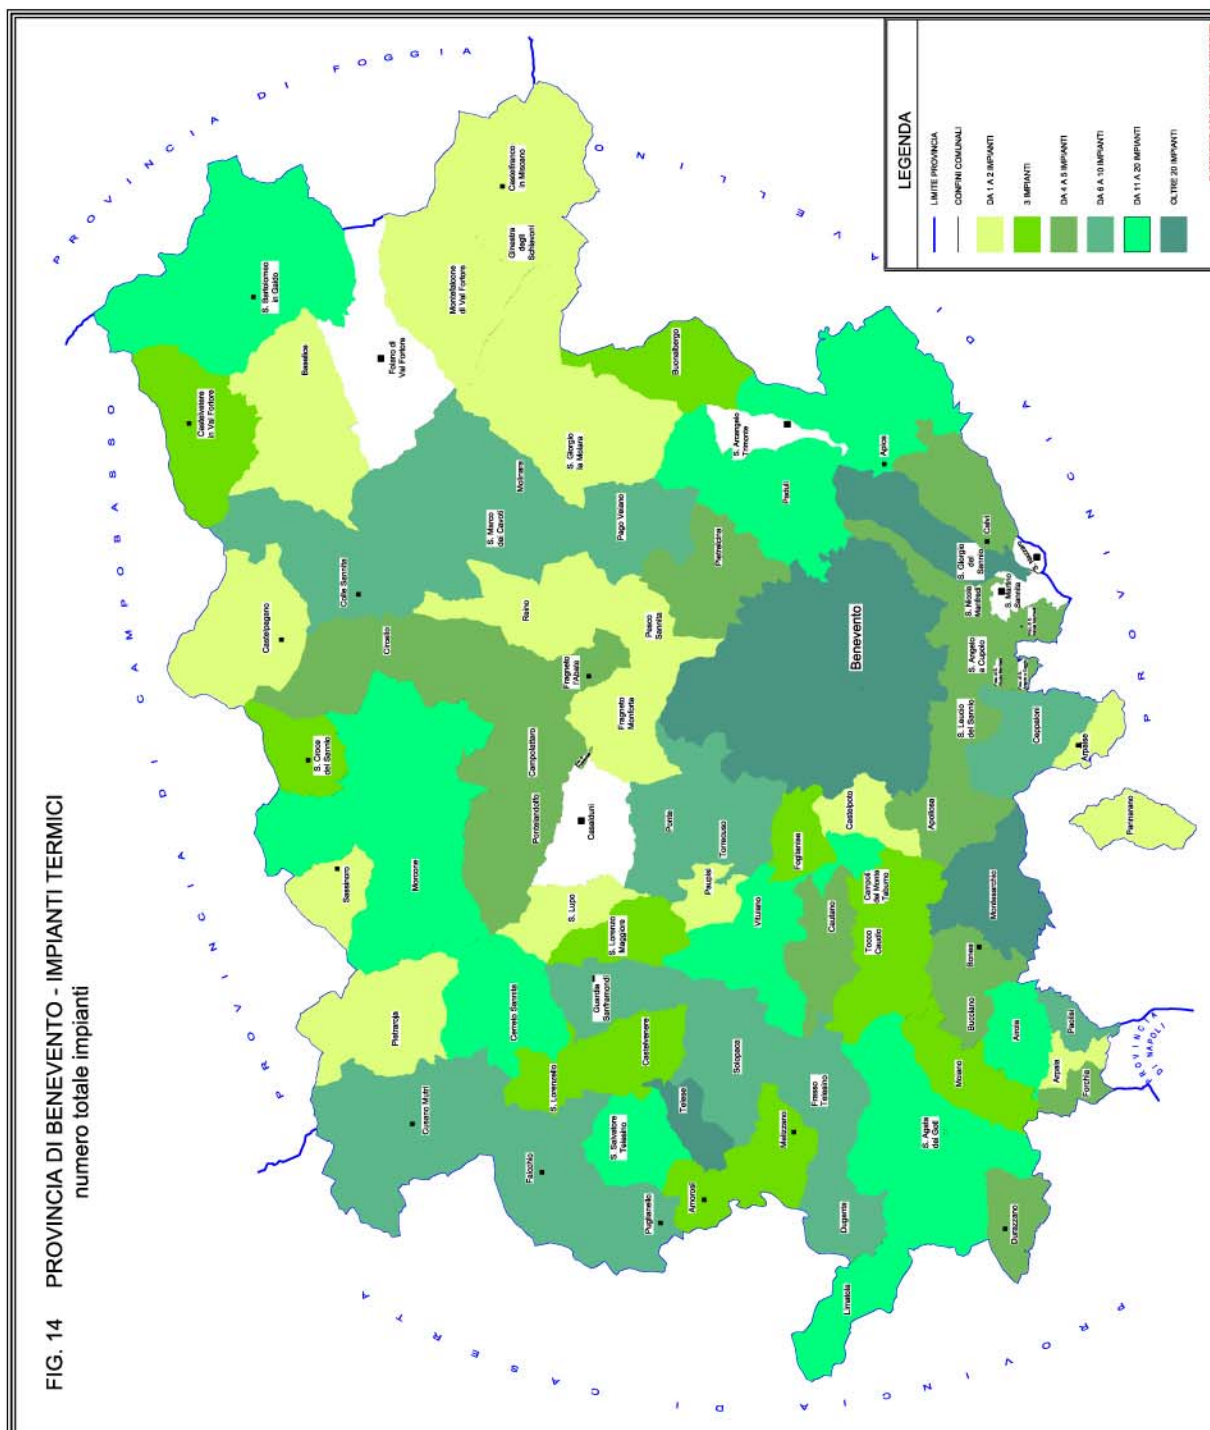 FIG. 14 PROVINCIA DI BENEVENTO - IMPIANTI TERMICI
numero totale impianti
PROVINCIA DI CAMPOBASSO
PROVINCIA DI FOGGIA
PROVINCIA DI AVELLINO
PROVINCIA DI CASERTA
PROVINCIA
DI NAPOLI
Castelvetere
in Val Fortore
S. Bartolomeo
in Galdo
Baselice
Foiano di
Val Fortore
Montefalcone
di Val Fortore
Castelfranco
in Miscano
Ginestra
degli
Schiavoni
Castelpagano
Colle Sannita
Circello
S. Marco
dei Cavoti
Molinara
S. Giorgio
la Molara
Buonalbergo
Reino
Pago Veiano
S. Croce
del Sannio
Sassinoro
Morcone
Campolattaro
Pontelandolfo
Casalduni
Fragneto
l'Abate
Fragneto
Monforte
Pesco
Sannita
Pietrelcina
Paduli
S. Arcangelo
Trimonte
Apice
Benevento
Calvi
S. Giorgio
del
Sannio
S. Nicola
Manfredi
S. Martino
Sannita
S. Angelo
a Cupolo
S. Leucio
del Sannio
Ceppaloni
Arpaise
Pannarano
Apollosa
Castelpoto
Foglianise
Torrecuso
Ponte
Paupisi
Vitulano
Cautano
Campoli
del Monte
Taburno
Tocco
Caudio
Montesarchio
Bonea
Bucciano
Airola
Paolisi
Arpaia
Forchia
Moiano
S. Agata
dei Goti
Durazzano
Limatola
Dugenta
Frasso
Telesino
Melizzano
Solopaca
Telese
Amorosi
Puglianello
Faicchio
S. Salvatore
Telesino
Castelvenere
S. Lorenzello
Guardia
Sanframondi
S. Lorenzo
Maggiore
S. Lupo
Cerreto Sannita
Pietraroja
Cusano Mutri
LEGENDA
LIMITE PROVINCIA
CONFINI COMUNALI
DA 1 A 2 IMPIANTI
3 IMPIANTI
DA 4 A 5 IMPIANTI
DA 6 A 10 IMPIANTI
DA 11 A 20 IMPIANTI
OLTRE 20 IMPIANTI